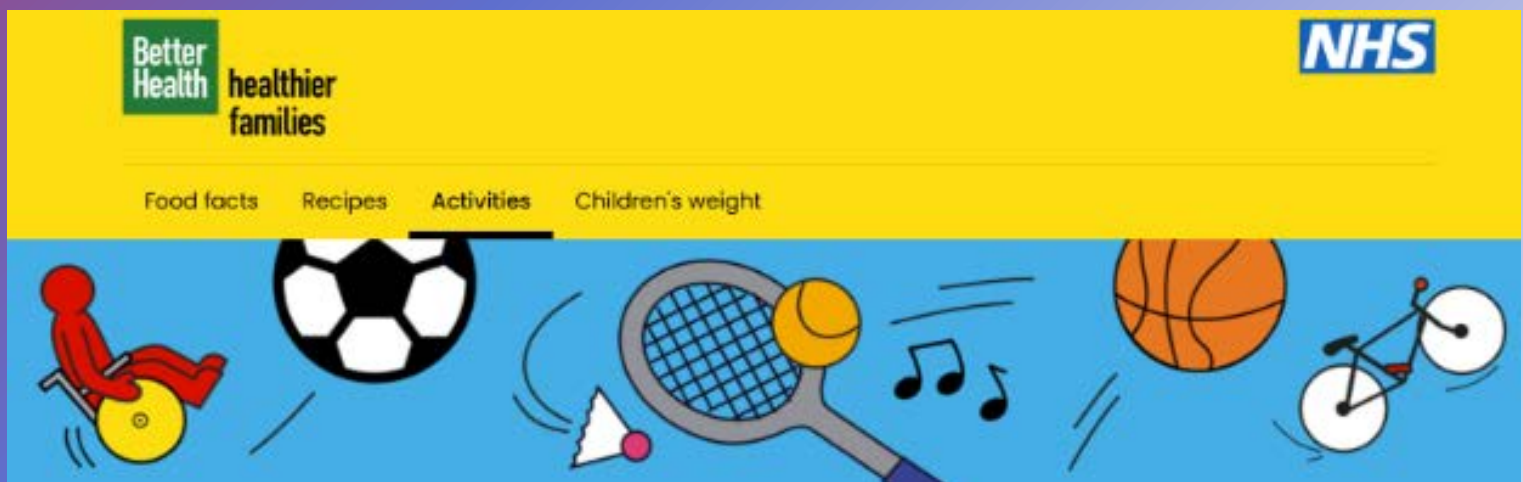 Better
Health
healthier
families
NHS
Food facts Recipes Activities Children's weight